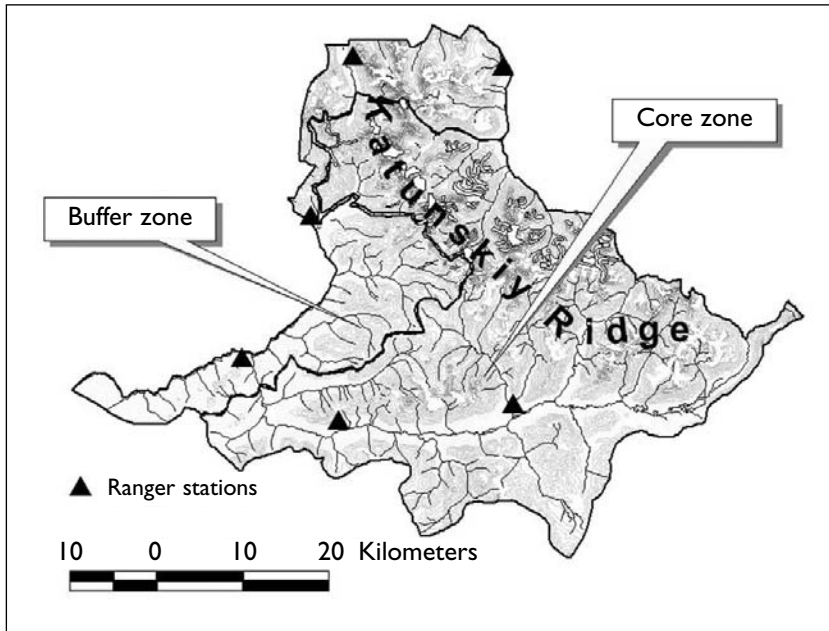 Core zone
Buffer zone
Katunskiy Ridge
Ranger stations
10 0 10 20 Kilometers